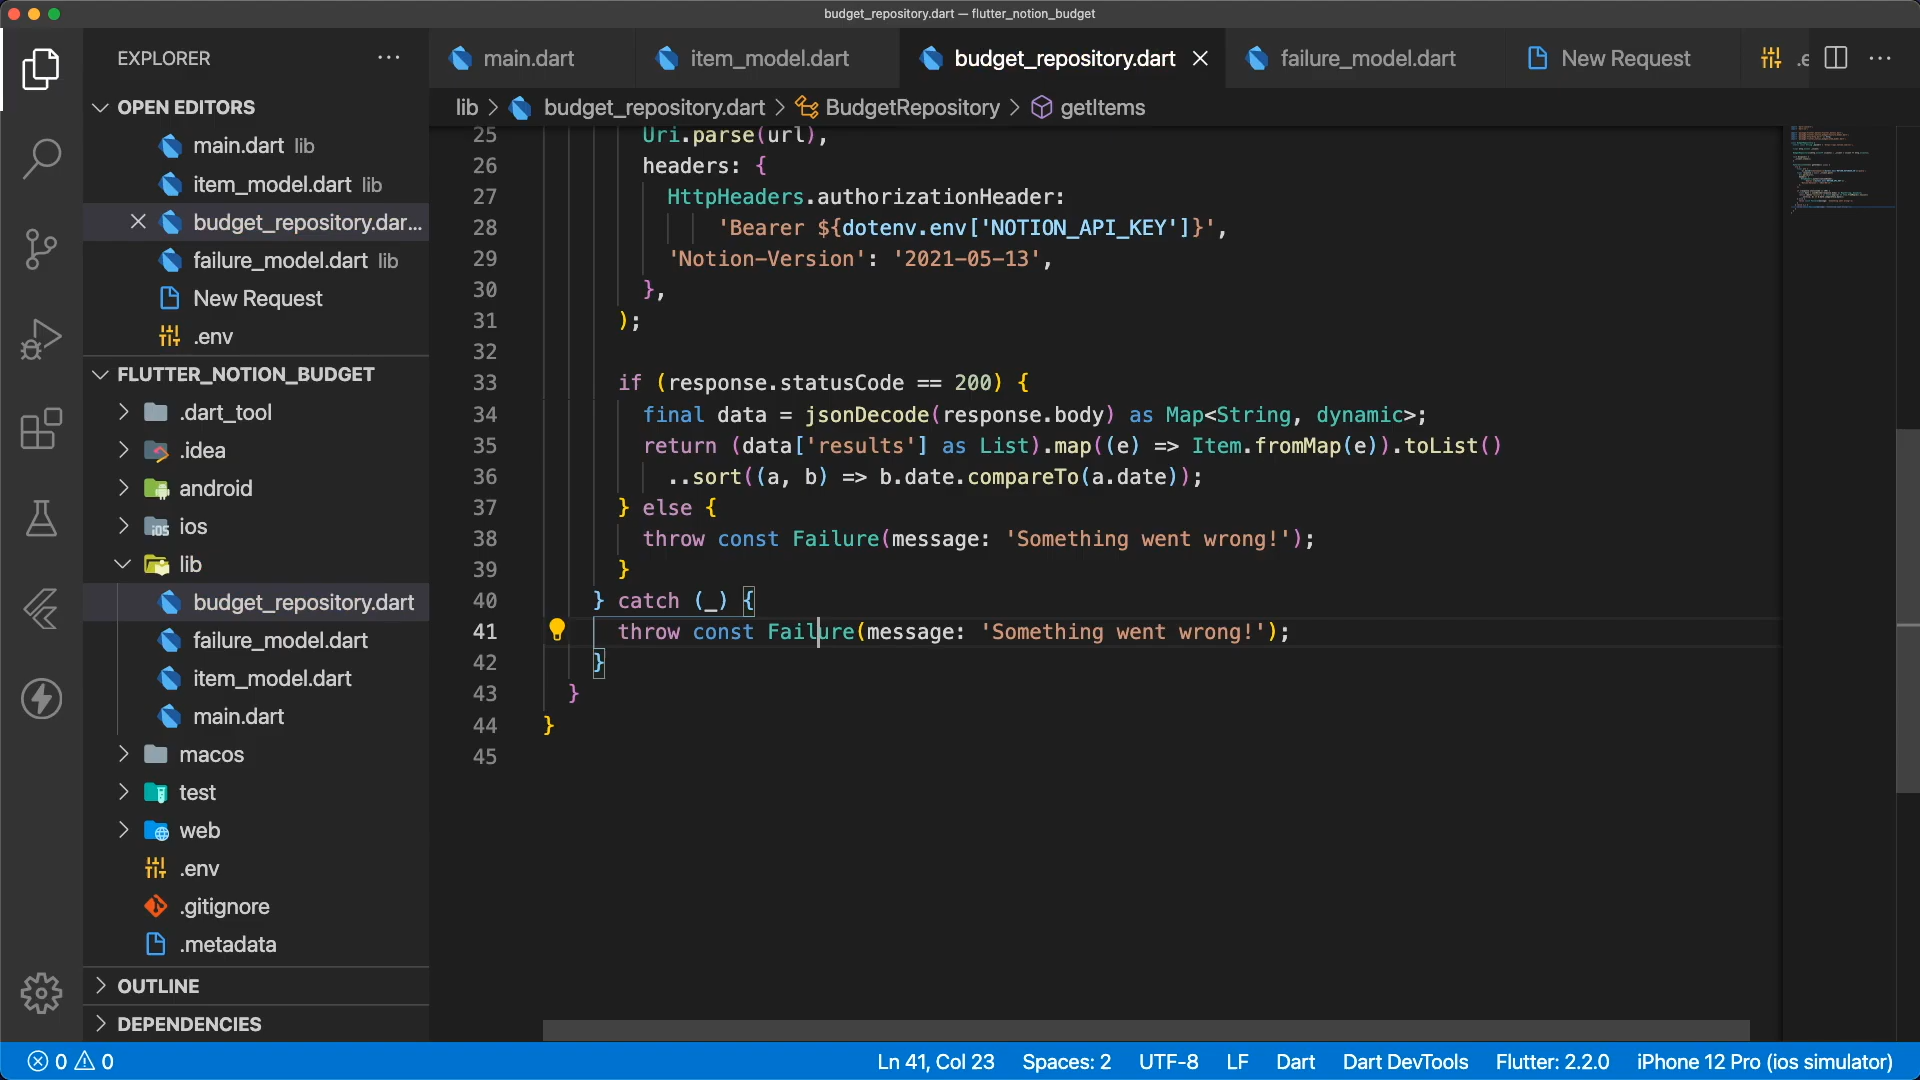 budget_repository.dart — flutter_notion_budget
EXPLORER
main.dart
item_model.dart
budget_repository.dart
failure_model.dart
New Request
.e
OPEN EDITORS
main.dart lib
item_model.dart lib
budget_repository.dar...
failure_model.dart lib
New Request
.env
FLUTTER_NOTION_BUDGET
.dart_tool
.idea
android
ios
lib
budget_repository.dart
failure_model.dart
item_model.dart
main.dart
macos
test
web
.env
.gitignore
.metadata
OUTLINE
DEPENDENCIES
lib > budget_repository.dart > BudgetRepository > getItems
25 Uri.parse(url),
26 headers: {
27 HttpHeaders.authorizationHeader:
28 'Bearer ${dotenv.env['NOTION_API_KEY']}',
29 'Notion-Version': '2021-05-13',
30 },
31 );
32
33 if (response.statusCode == 200) {
34 final data = jsonDecode(response.body) as Map<String, dynamic>;
35 return (data['results'] as List).map((e) => Item.fromMap(e)).toList()
36 ..sort((a, b) => b.date.compareTo(a.date));
37 } else {
38 throw const Failure(message: 'Something went wrong!');
39 }
40 } catch (_) {
41 throw const Failure(message: 'Something went wrong!');
42 }
43 }
44 }
45
0 0
Ln 41, Col 23 Spaces: 2 UTF-8 LF Dart Dart DevTools Flutter: 2.2.0 iPhone 12 Pro (ios simulator)